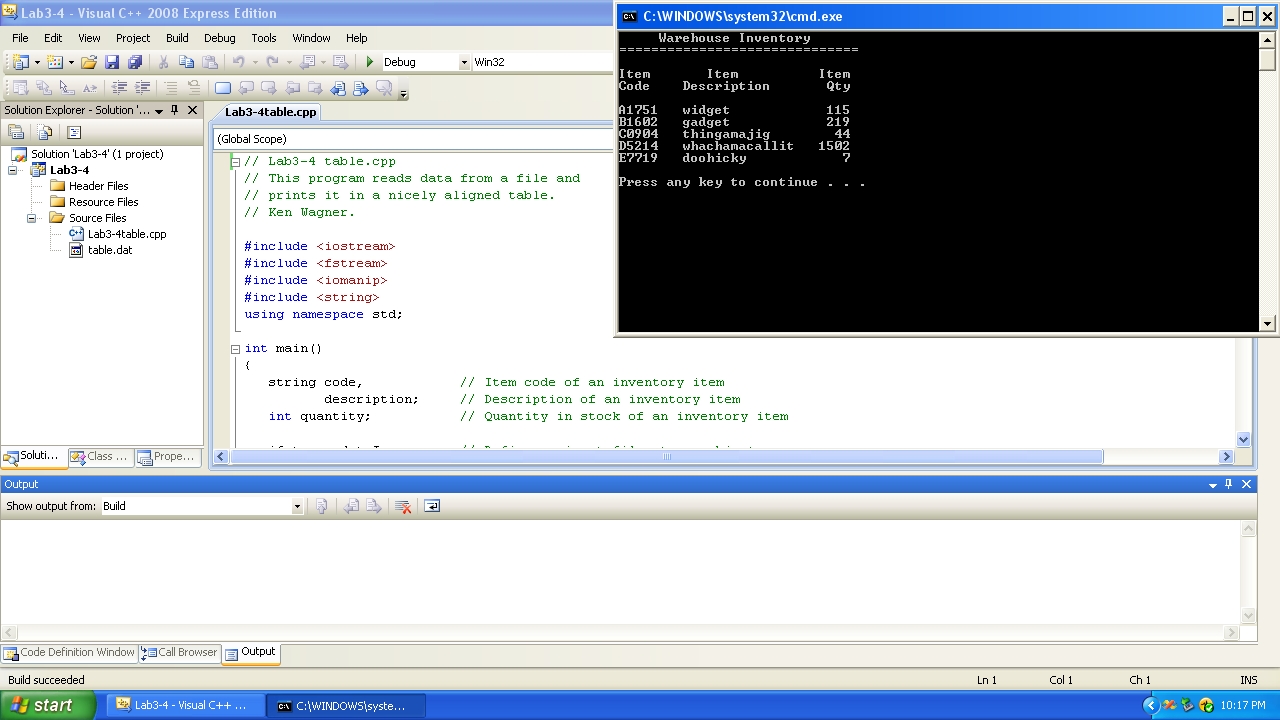 Lab3-4 - Visual C++ 2008 Express Edition
File Edit View Project Build Debug Tools Window Help
Debug Win32
Solution Explorer - Solution '...
Solution 'Lab3-4' (1 project)
Lab3-4
Header Files
Resource Files
Source Files
Lab3-4table.cpp
table.dat
Soluti... Class ... Prope...
Lab3-4table.cpp
(Global Scope)
// Lab3-4 table.cpp
// This program reads data from a file and
// prints it in a nicely aligned table.
// Ken Wagner.
#include <iostream>
#include <fstream>
#include <iomanip>
#include <string>
using namespace std;
int main()
{
string code, // Item code of an inventory item
description; // Description of an inventory item
int quantity; // Quantity in stock of an inventory item
C:\WINDOWS\system32\cmd.exe
Warehouse Inventory
==============================
Item Item Item
Code Description Qty
A1751 widget 115
B1602 gadget 219
C0904 thingamajig 44
D5214 whachamacallit 1502
E7719 doohicky 7
Press any key to continue . . .
Output
Show output from: Build
Code Definition Window Call Browser Output
Build succeeded Ln 1 Col 1 Ch 1 INS
start Lab3-4 - Visual C++ ... C:\WINDOWS\syste... 10:17 PM